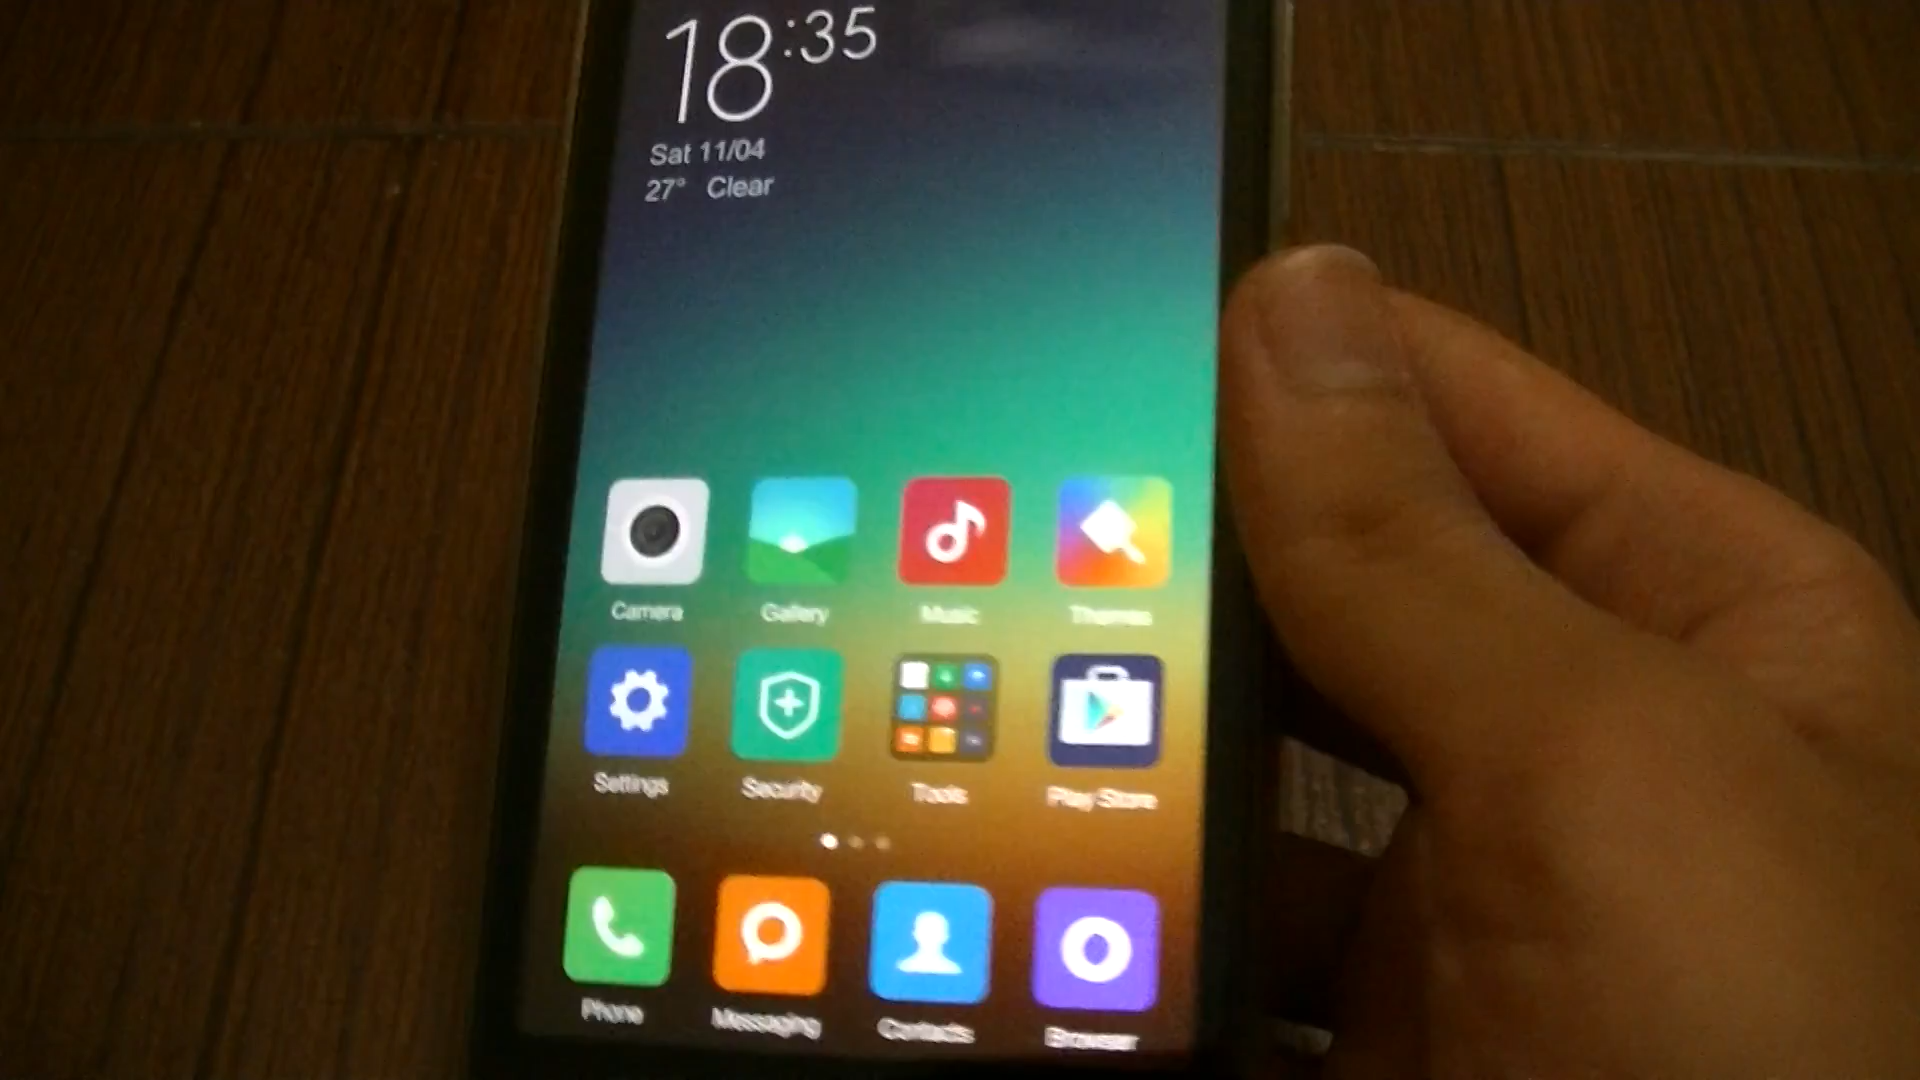 18:35
Sat 11/04
27° Clear
Camera Gallery Music Themes
Settings Security Tools Play Store
Phone Messaging Contacts Browser